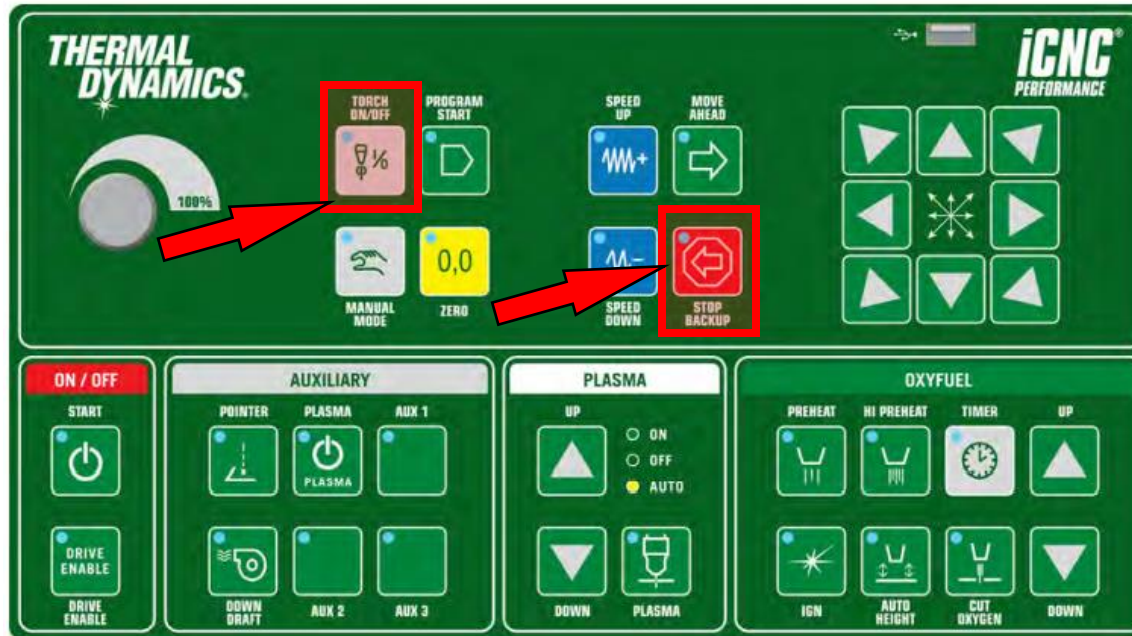 THERMAL
DYNAMICS.
iCNC®
PERFORMANCE
100%
TORCH
ON/OFF
PROGRAM
START
SPEED
UP
MOVE
AHEAD
MANUAL
MODE
0,0
ZERO
SPEED
DOWN
STOP
BACKUP
ON / OFF
START
DRIVE
ENABLE
DRIVE
ENABLE
AUXILIARY
POINTER
PLASMA
AUX 1
PLASMA
DOWN
DRAFT
AUX 2
AUX 3
PLASMA
UP
ON
OFF
AUTO
DOWN
PLASMA
OXYFUEL
PREHEAT
HI PREHEAT
TIMER
UP
IGN
AUTO
HEIGHT
CUT
OXYGEN
DOWN